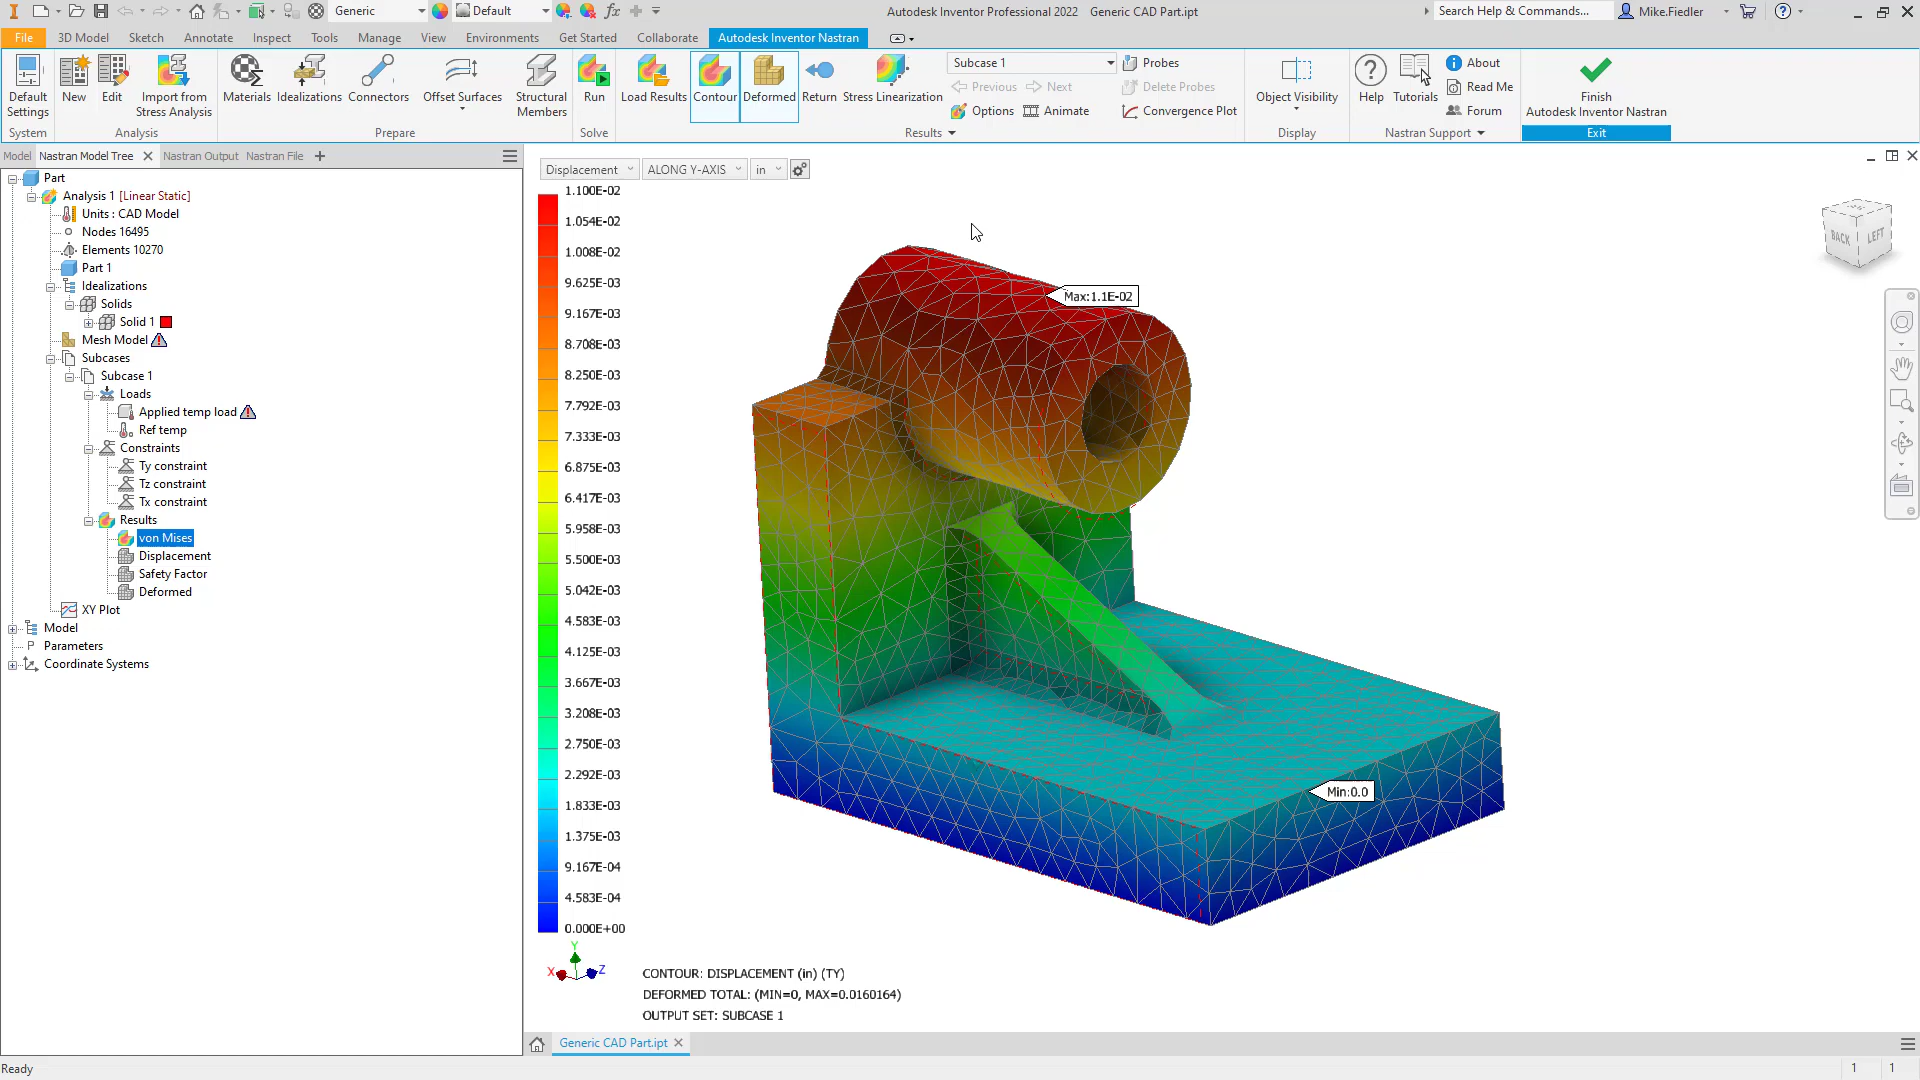 Generic
Default
fx
Autodesk Inventor Professional 2022 Generic CAD Part.ipt
Search Help & Commands...
Mike.Fiedler
File
3D Model
Sketch
Annotate
Inspect
Tools
Manage
View
Environments
Get Started
Collaborate
Autodesk Inventor Nastran
Default Settings
New
Edit
Import from Stress Analysis
Materials
Idealizations
Connectors
Offset Surfaces
Structural Members
Run
Load Results
Contour
Deformed
Return
Stress Linearization
Subcase 1
Previous
Next
Options
Animate
Probes
Delete Probes
Convergence Plot
Object Visibility
Help
Tutorials
About
Read Me
Forum
Finish Autodesk Inventor Nastran
System
Analysis
Prepare
Solve
Results
Display
Nastran Support
Exit
Model
Nastran Model Tree
Nastran Output
Nastran File
Part
Analysis 1 [Linear Static]
Units : CAD Model
Nodes 16495
Elements 10270
Part 1
Idealizations
Solids
Solid 1
Mesh Model
Subcases
Subcase 1
Loads
Applied temp load
Ref temp
Constraints
Ty constraint
Tz constraint
Tx constraint
Results
von Mises
Displacement
Safety Factor
Deformed
XY Plot
Model
Parameters
Coordinate Systems
Displacement
ALONG Y-AXIS
in
1.100E-02
1.054E-02
1.008E-02
9.625E-03
9.167E-03
8.708E-03
8.250E-03
7.792E-03
7.333E-03
6.875E-03
6.417E-03
5.958E-03
5.500E-03
5.042E-03
4.583E-03
4.125E-03
3.667E-03
3.208E-03
2.750E-03
2.292E-03
1.833E-03
1.375E-03
9.167E-04
4.583E-04
0.000E+00
Max:1.1E-02
Min:0.0
BACK
LEFT
Y
X
Z
CONTOUR: DISPLACEMENT (in) (TY)
DEFORMED TOTAL: (MIN=0, MAX=0.0160164)
OUTPUT SET: SUBCASE 1
Generic CAD Part.ipt
Ready
1
1